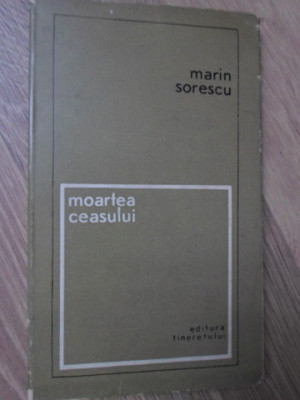 marin
sorescu
moartea
ceasului
editura
tineretului